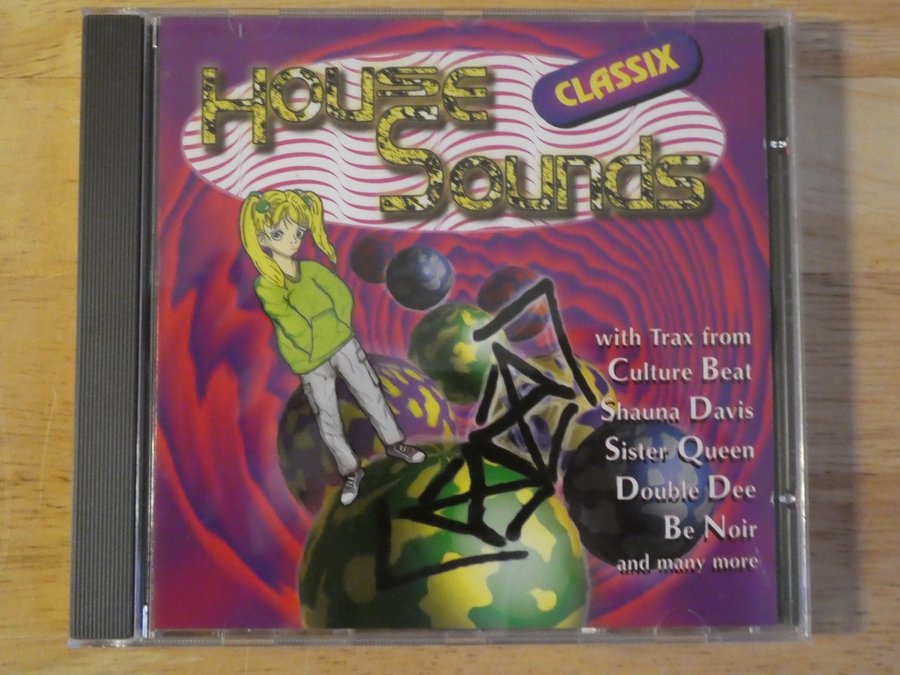 House
CLASSIX
Sounds
with Trax from
Culture Beat
Shauna Davis
Sister Queen
Double Dee
Be Noir
and many more